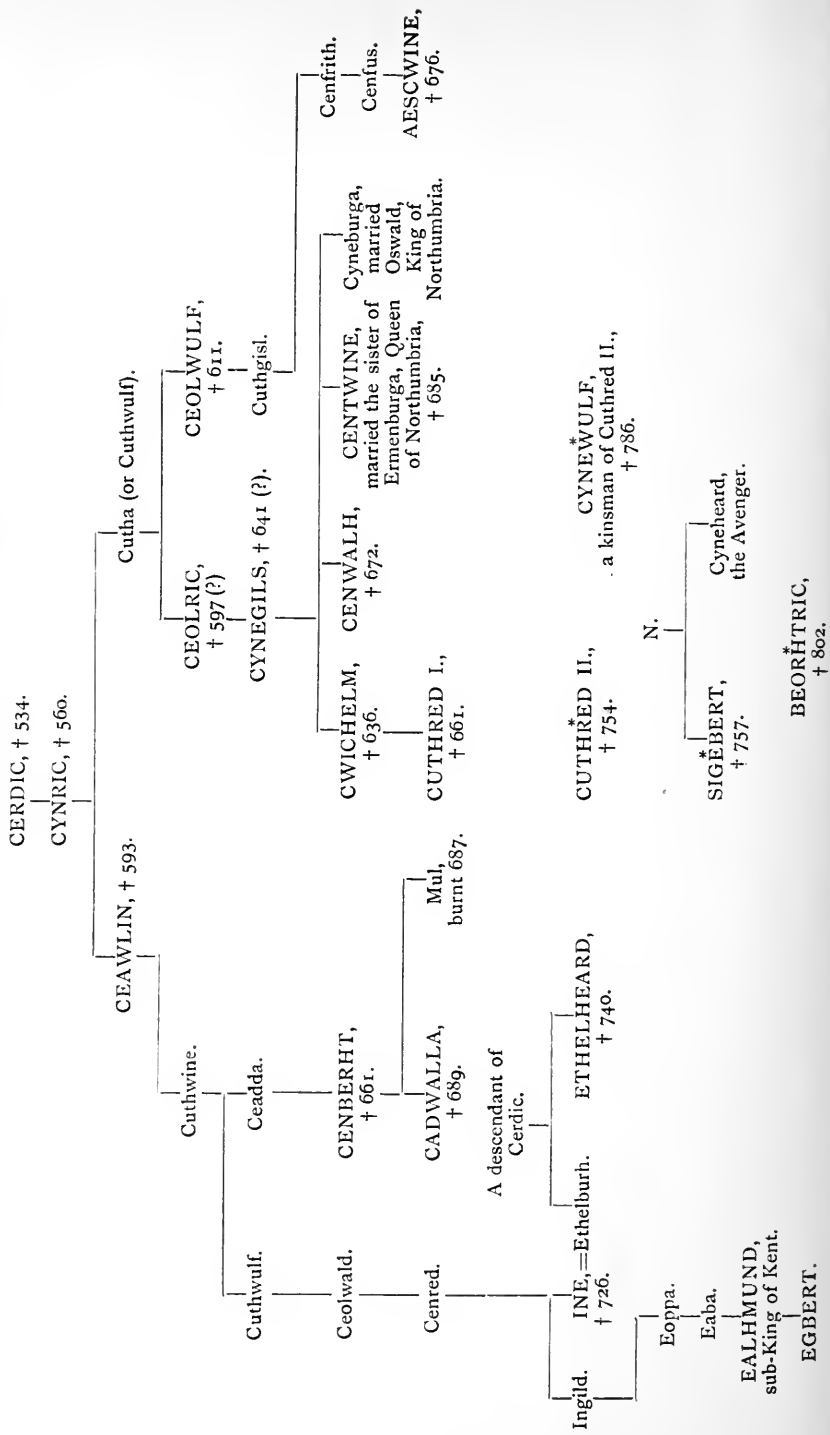 CERDIC, † 534.
CYNRIC, † 560.
CEAWLIN, † 593.
Cutha (or Cuthwulf).
Cuthwine.
CEOLRIC,
† 597 (?)
CEOLWULF,
† 611.
Cuthwulf.
Ceadda.
CYNEGILS, † 641 (?).
Cuthgisl.
Ceolwald.
CENBERHT,
† 661.
CWICHELM,
† 636.
CENWALH,
† 672.
CENTWINE,
married the sister of
Ermenburga, Queen
of Northumbria,
† 685.
Cyneburga,
married
Oswald,
King of
Northumbria.
Cenfrith.
Cenfus.
AESCWINE,
† 676.
Cenred.
CADWALLA,
† 689.
Mul,
burnt 687.
CUTHRED I.,
† 661.
A descendant of
Cerdic.
Ingild.
INE,=Ethelburh.
† 726.
ETHELHEARD,
† 740.
CUTHRED* II.,
† 754.
CYNEWULF,*
a kinsman of Cuthred II.,
† 786.
Eoppa.
Eaba.
EALHMUND,
sub-King of Kent.
EGBERT.
N.
SIGEBERT,*
† 757.
Cyneheard,
the Avenger.
BEORHTRIC,*
† 802.